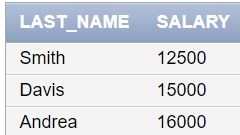 LAST_NAME SALARY
Smith 12500
Davis 15000
Andrea 16000